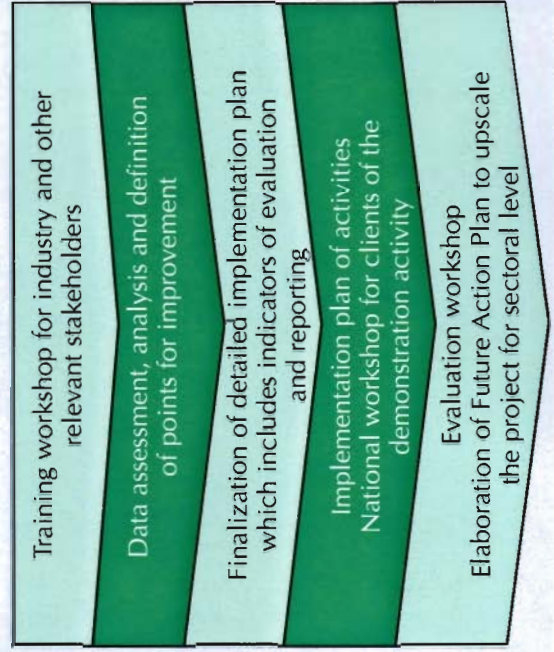 Training workshop for industry and other
relevant stakeholders
Data assessment, analysis and definition
of points for improvement
Finalization of detailed implementation plan
which includes indicators of evaluation
and reporting
Implementation plan of activities
National workshop for clients of the
demonstration activity
Evaluation workshop
Elaboration of Future Action Plan to upscale
the project for sectoral level